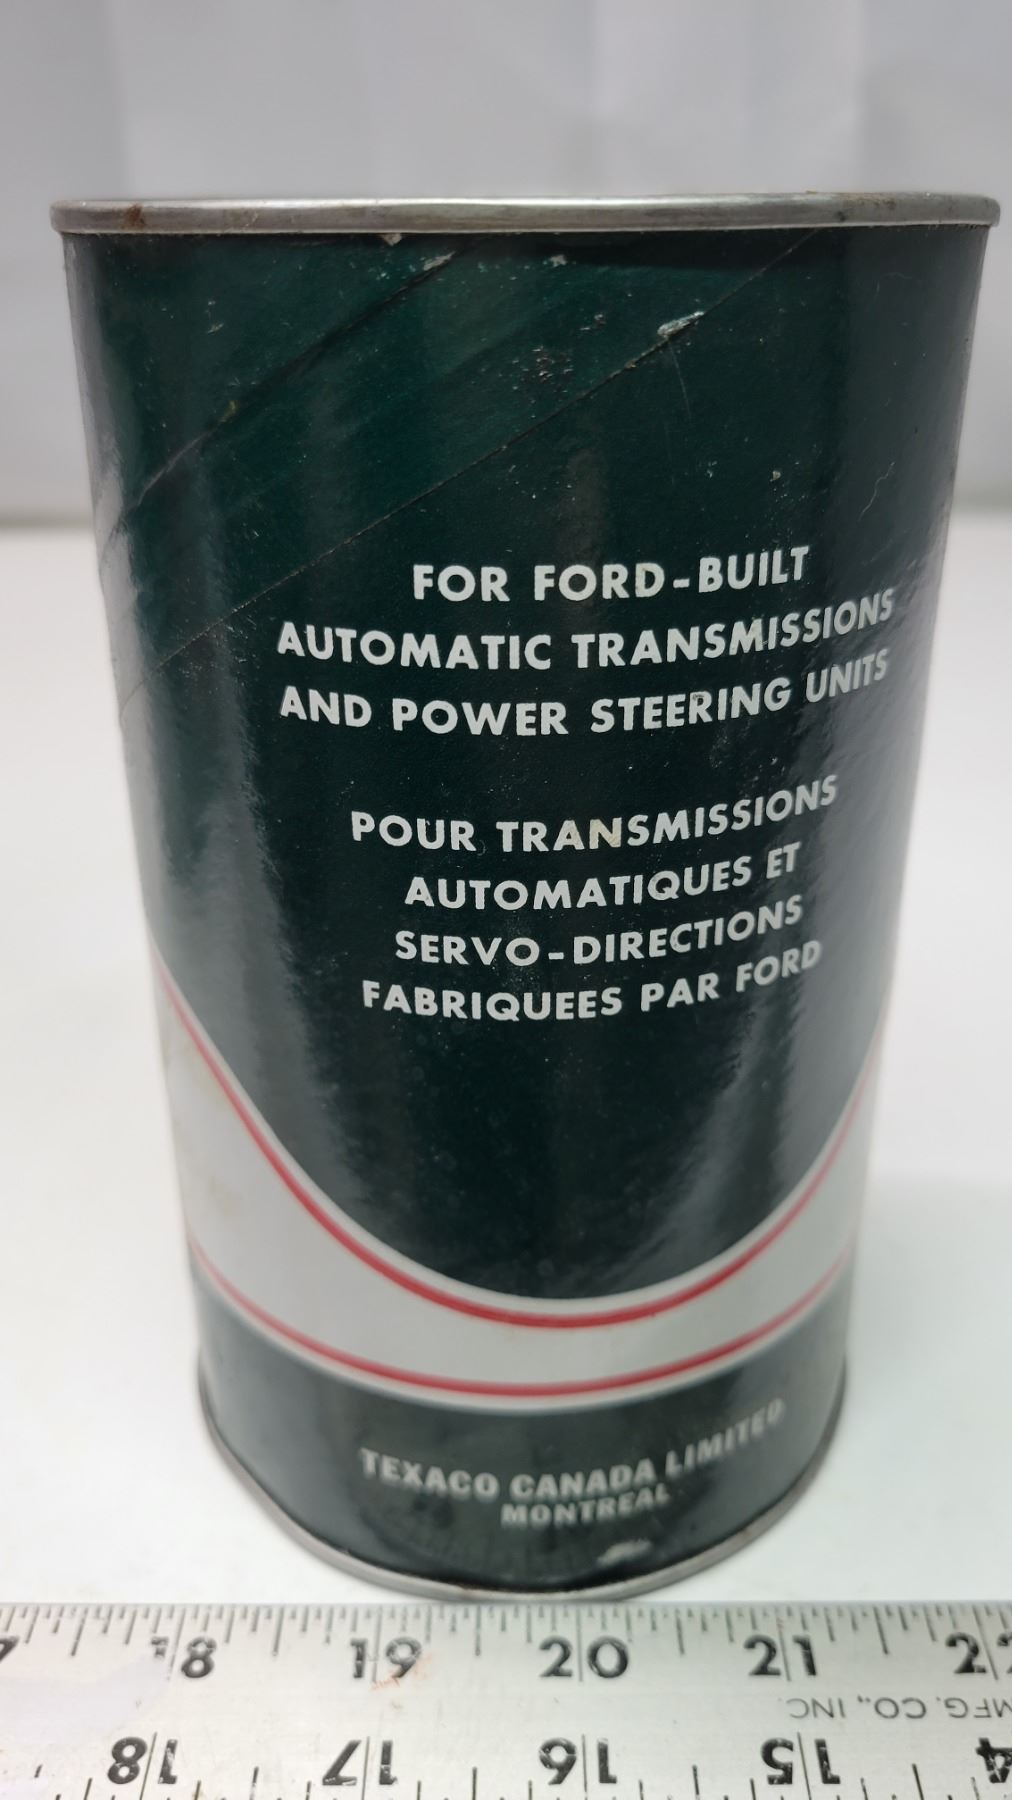 FOR FORD-BUILT
AUTOMATIC TRANSMISSIONS
AND POWER STEERING UNITS
POUR TRANSMISSIONS
AUTOMATIQUES ET
SERVO-DIRECTIONS
FABRIQUEES PAR FORD
TEXACO CANADA LIMITED
MONTREAL
18 19 20 21
MFG. CO., INC.
18 17 16 15 14